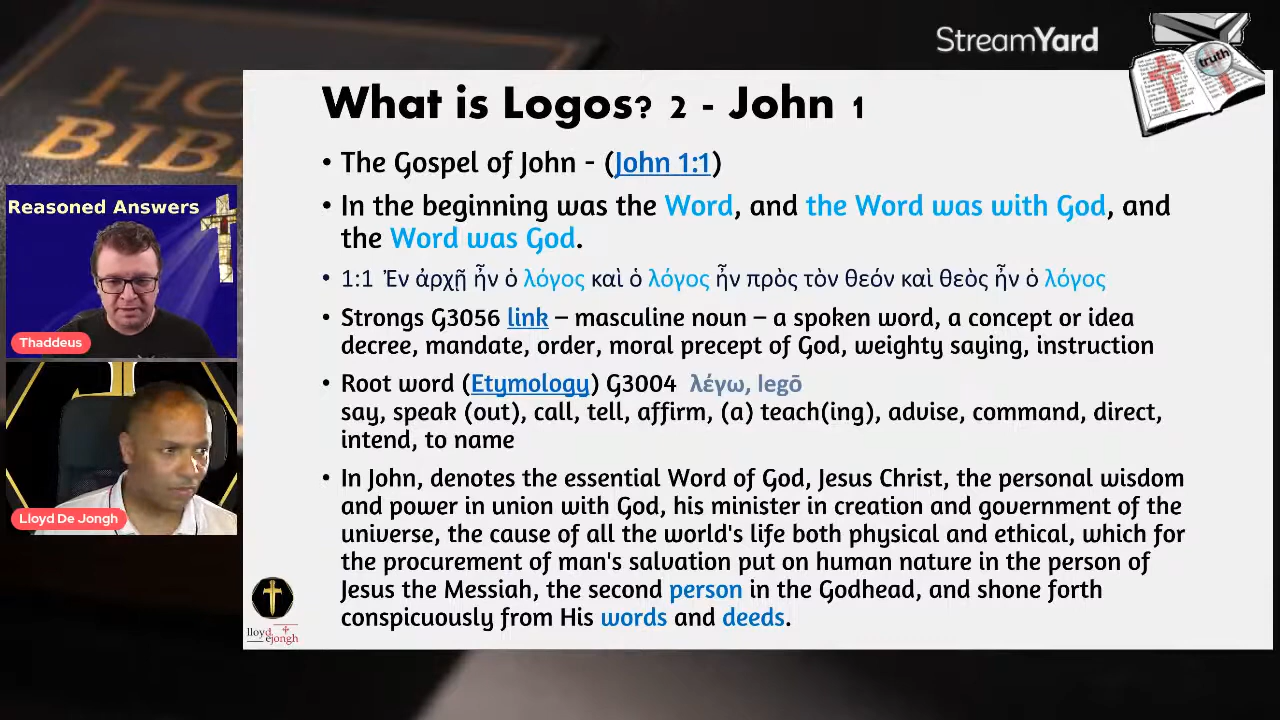 HO
BIB
StreamYard
truth
What is Logos? 2 - John 1
• The Gospel of John - (John 1:1)
• In the beginning was the Word, and the Word was with God, and
the Word was God.
• 1:1 Ἐν ἀρχῇ ἦν ὁ λόγος καὶ ὁ λόγος ἦν πρὸς τὸν θεόν καὶ θεὸς ἦν ὁ λόγος
• Strongs G3056 link – masculine noun – a spoken word, a concept or idea
decree, mandate, order, moral precept of God, weighty saying, instruction
• Root word (Etymology) G3004 λέγω, legō
say, speak (out), call, tell, affirm, (a) teach(ing), advise, command, direct,
intend, to name
• In John, denotes the essential Word of God, Jesus Christ, the personal wisdom
and power in union with God, his minister in creation and government of the
universe, the cause of all the world's life both physical and ethical, which for
the procurement of man's salvation put on human nature in the person of
Jesus the Messiah, the second person in the Godhead, and shone forth
conspicuously from His words and deeds.
Reasoned Answers
Thaddeus
Lloyd De Jongh
lloyd
dejongh